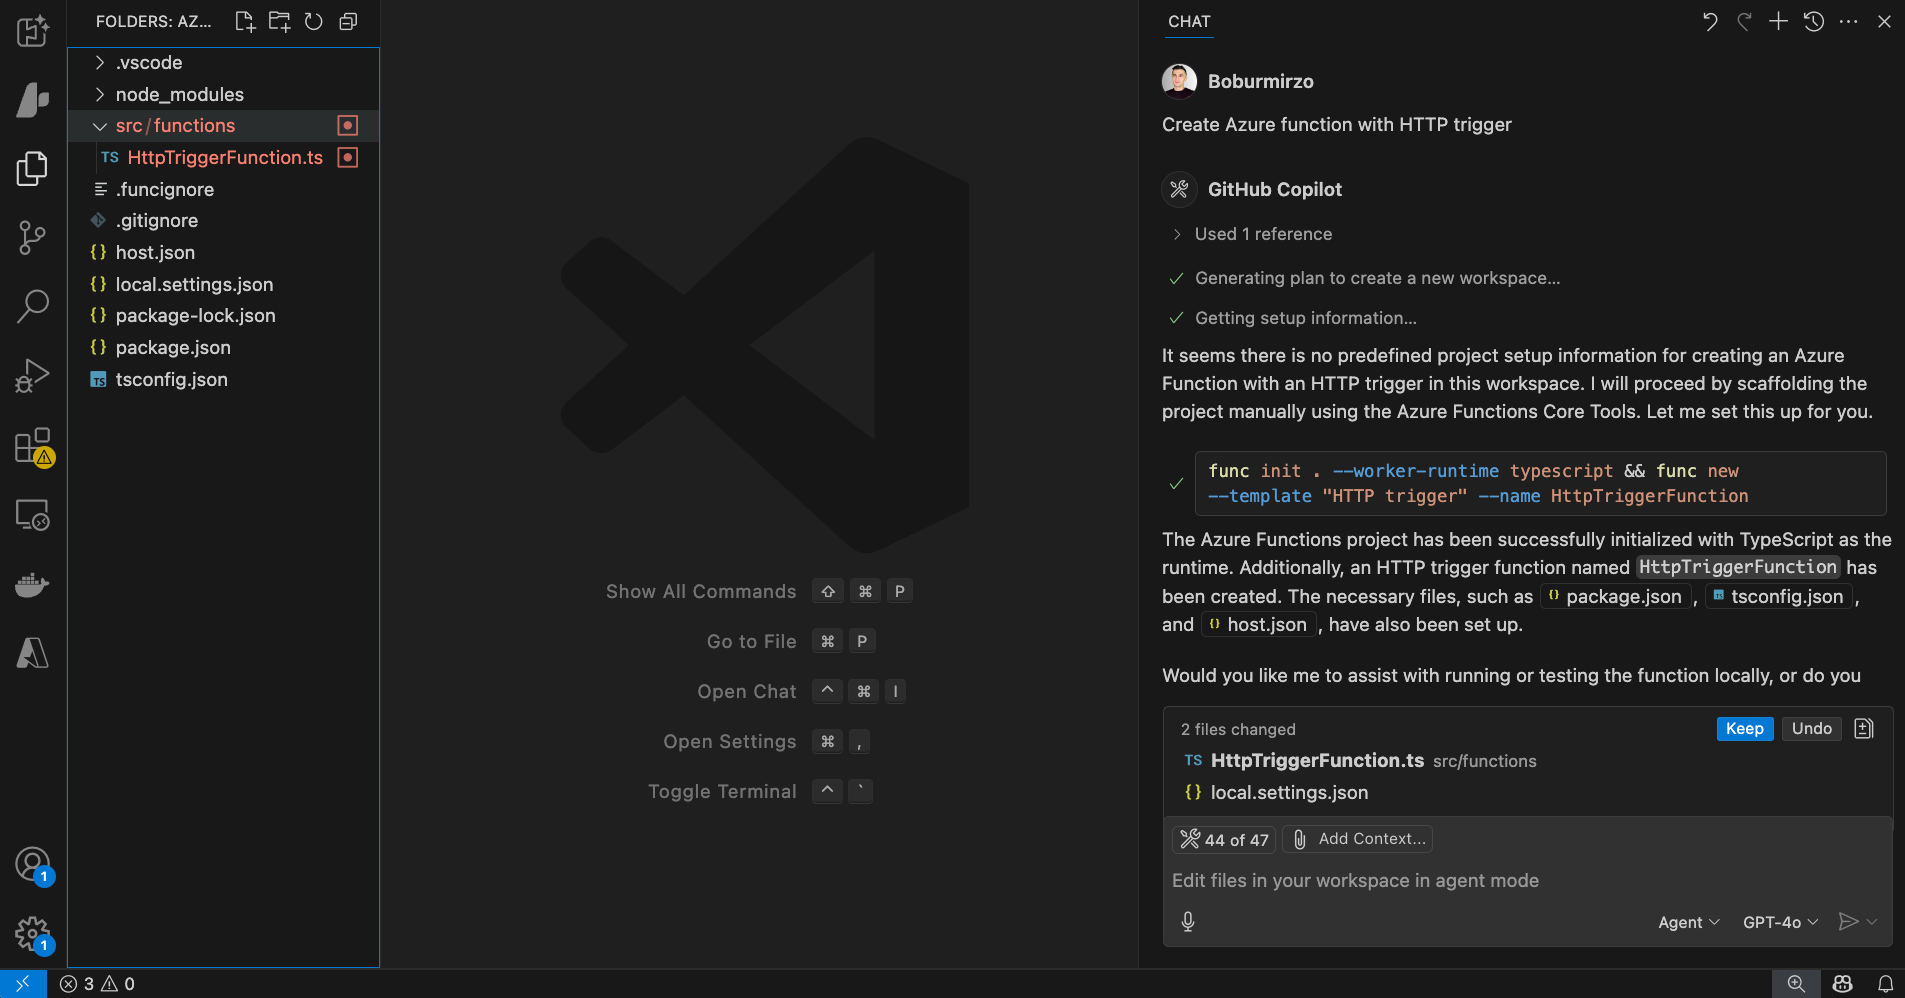 FOLDERS: AZ...
.vscode
node_modules
src/functions
TS HttpTriggerFunction.ts
.funcignore
.gitignore
{} host.json
{} local.settings.json
{} package-lock.json
{} package.json
TS tsconfig.json
Show All Commands ⇧ ⌘ P
Go to File ⌘ P
Open Chat ^ ⌘ I
Open Settings ⌘ ,
Toggle Terminal ^ `
CHAT
Boburmirzo
Create Azure function with HTTP trigger
GitHub Copilot
Used 1 reference
Generating plan to create a new workspace...
Getting setup information...
It seems there is no predefined project setup information for creating an Azure
Function with an HTTP trigger in this workspace. I will proceed by scaffolding the
project manually using the Azure Functions Core Tools. Let me set this up for you.
func init . --worker-runtime typescript && func new
--template "HTTP trigger" --name HttpTriggerFunction
The Azure Functions project has been successfully initialized with TypeScript as the
runtime. Additionally, an HTTP trigger function named HttpTriggerFunction has
been created. The necessary files, such as {} package.json , TS tsconfig.json ,
and {} host.json , have also been set up.
Would you like me to assist with running or testing the function locally, or do you
2 files changed Keep Undo
TS HttpTriggerFunction.ts src/functions
{} local.settings.json
44 of 47 Add Context...
Edit files in your workspace in agent mode
Agent GPT-4o
1
1
3 0